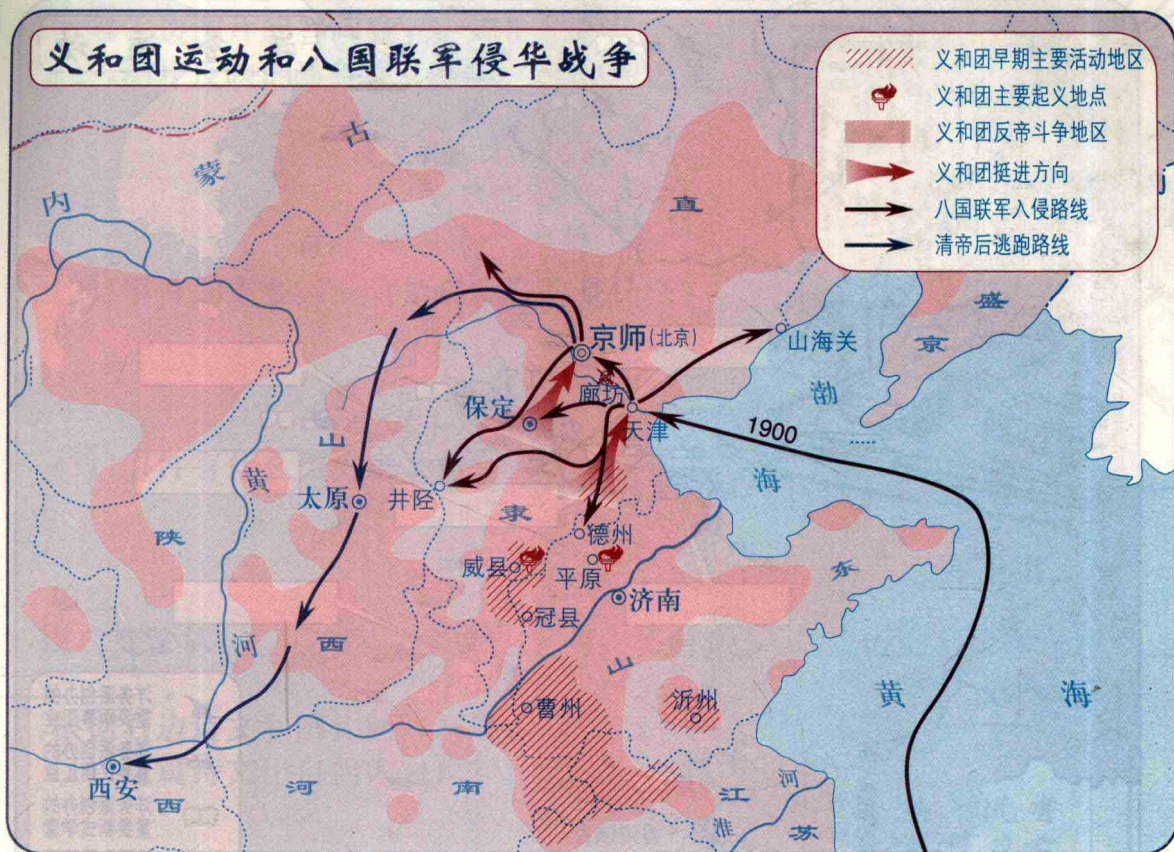 义和团运动和八国联军侵华战争
义和团早期主要活动地区
义和团主要起义地点
义和团反帝斗争地区
义和团挺进方向
八国联军入侵路线
清帝后逃跑路线
内
蒙
古
直
盛
京
京师(北京)
山海关
渤
廊坊
保定
天津
1900
山
海
黄
太原
井陉
隶
陕
德州
威县
平原
东
济南
冠县
河
西
山
黄
海
曹州
沂州
西安
西
河
南
江
河
淮
苏